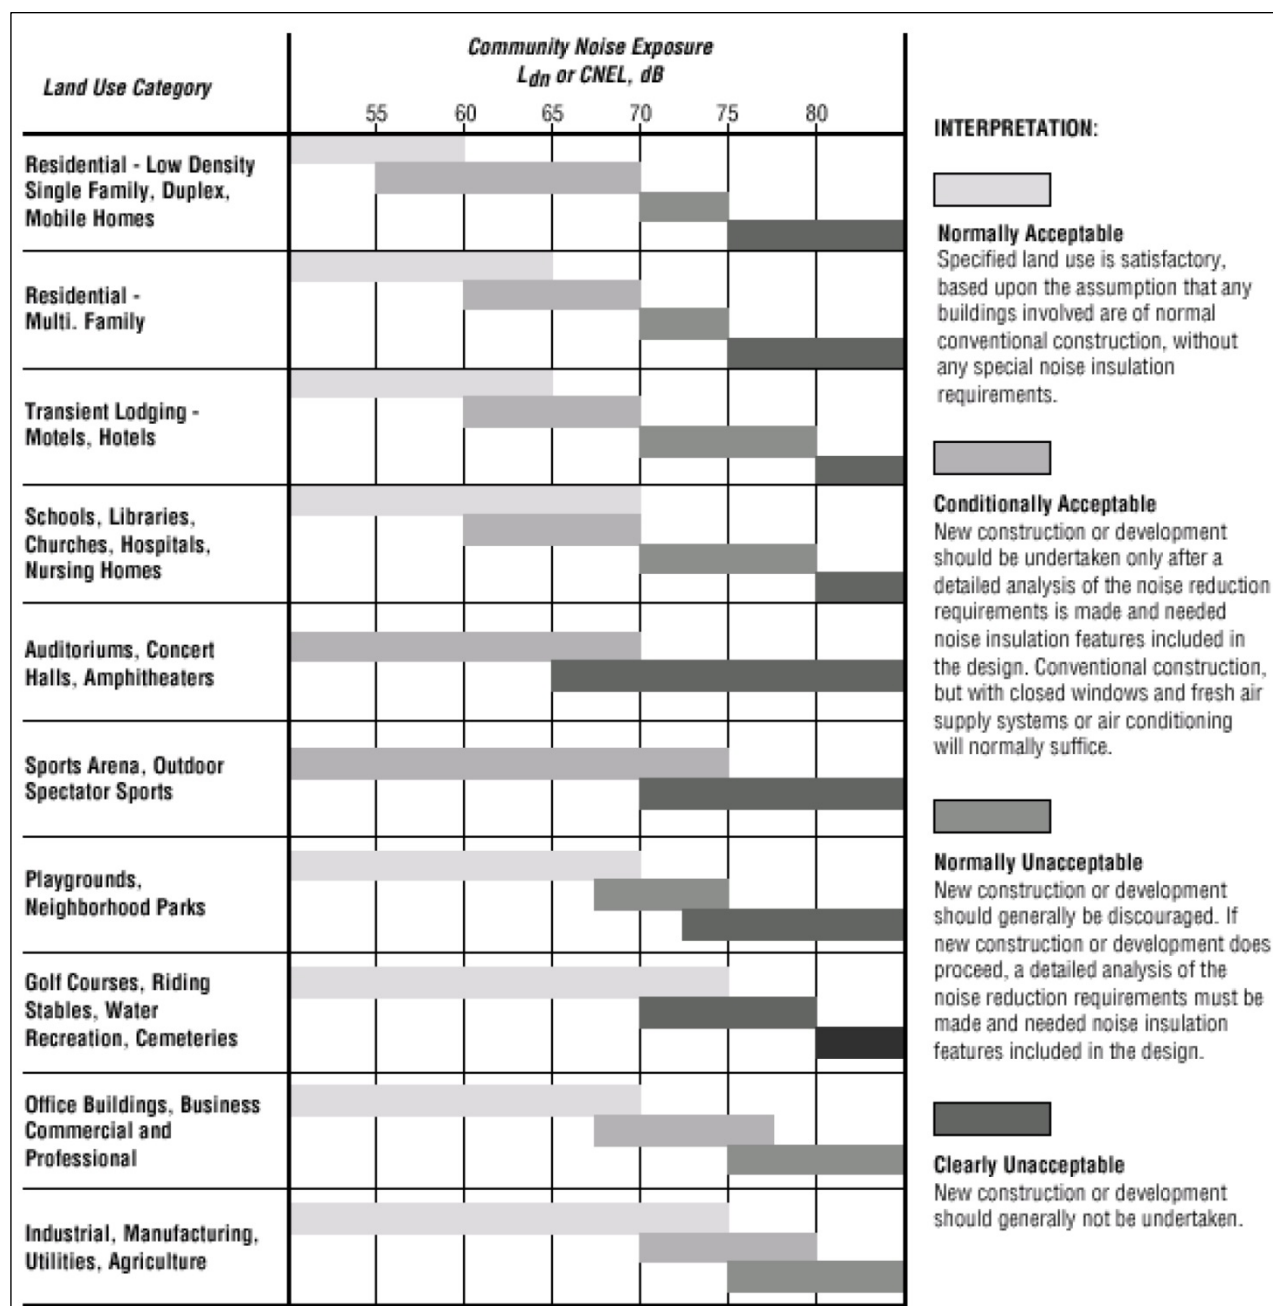 Land Use Category
Community Noise Exposure
Ldn or CNEL, dB
55 60 65 70 75 80
Residential - Low Density
Single Family, Duplex,
Mobile Homes
Residential -
Multi. Family
Transient Lodging -
Motels, Hotels
Schools, Libraries,
Churches, Hospitals,
Nursing Homes
Auditoriums, Concert
Halls, Amphitheaters
Sports Arena, Outdoor
Spectator Sports
Playgrounds,
Neighborhood Parks
Golf Courses, Riding
Stables, Water
Recreation, Cemeteries
Office Buildings, Business
Commercial and
Professional
Industrial, Manufacturing,
Utilities, Agriculture
INTERPRETATION:
Normally Acceptable
Specified land use is satisfactory,
based upon the assumption that any
buildings involved are of normal
conventional construction, without
any special noise insulation
requirements.
Conditionally Acceptable
New construction or development
should be undertaken only after a
detailed analysis of the noise reduction
requirements is made and needed
noise insulation features included in
the design. Conventional construction,
but with closed windows and fresh air
supply systems or air conditioning
will normally suffice.
Normally Unacceptable
New construction or development
should generally be discouraged. If
new construction or development does
proceed, a detailed analysis of the
noise reduction requirements must be
made and needed noise insulation
features included in the design.
Clearly Unacceptable
New construction or development
should generally not be undertaken.